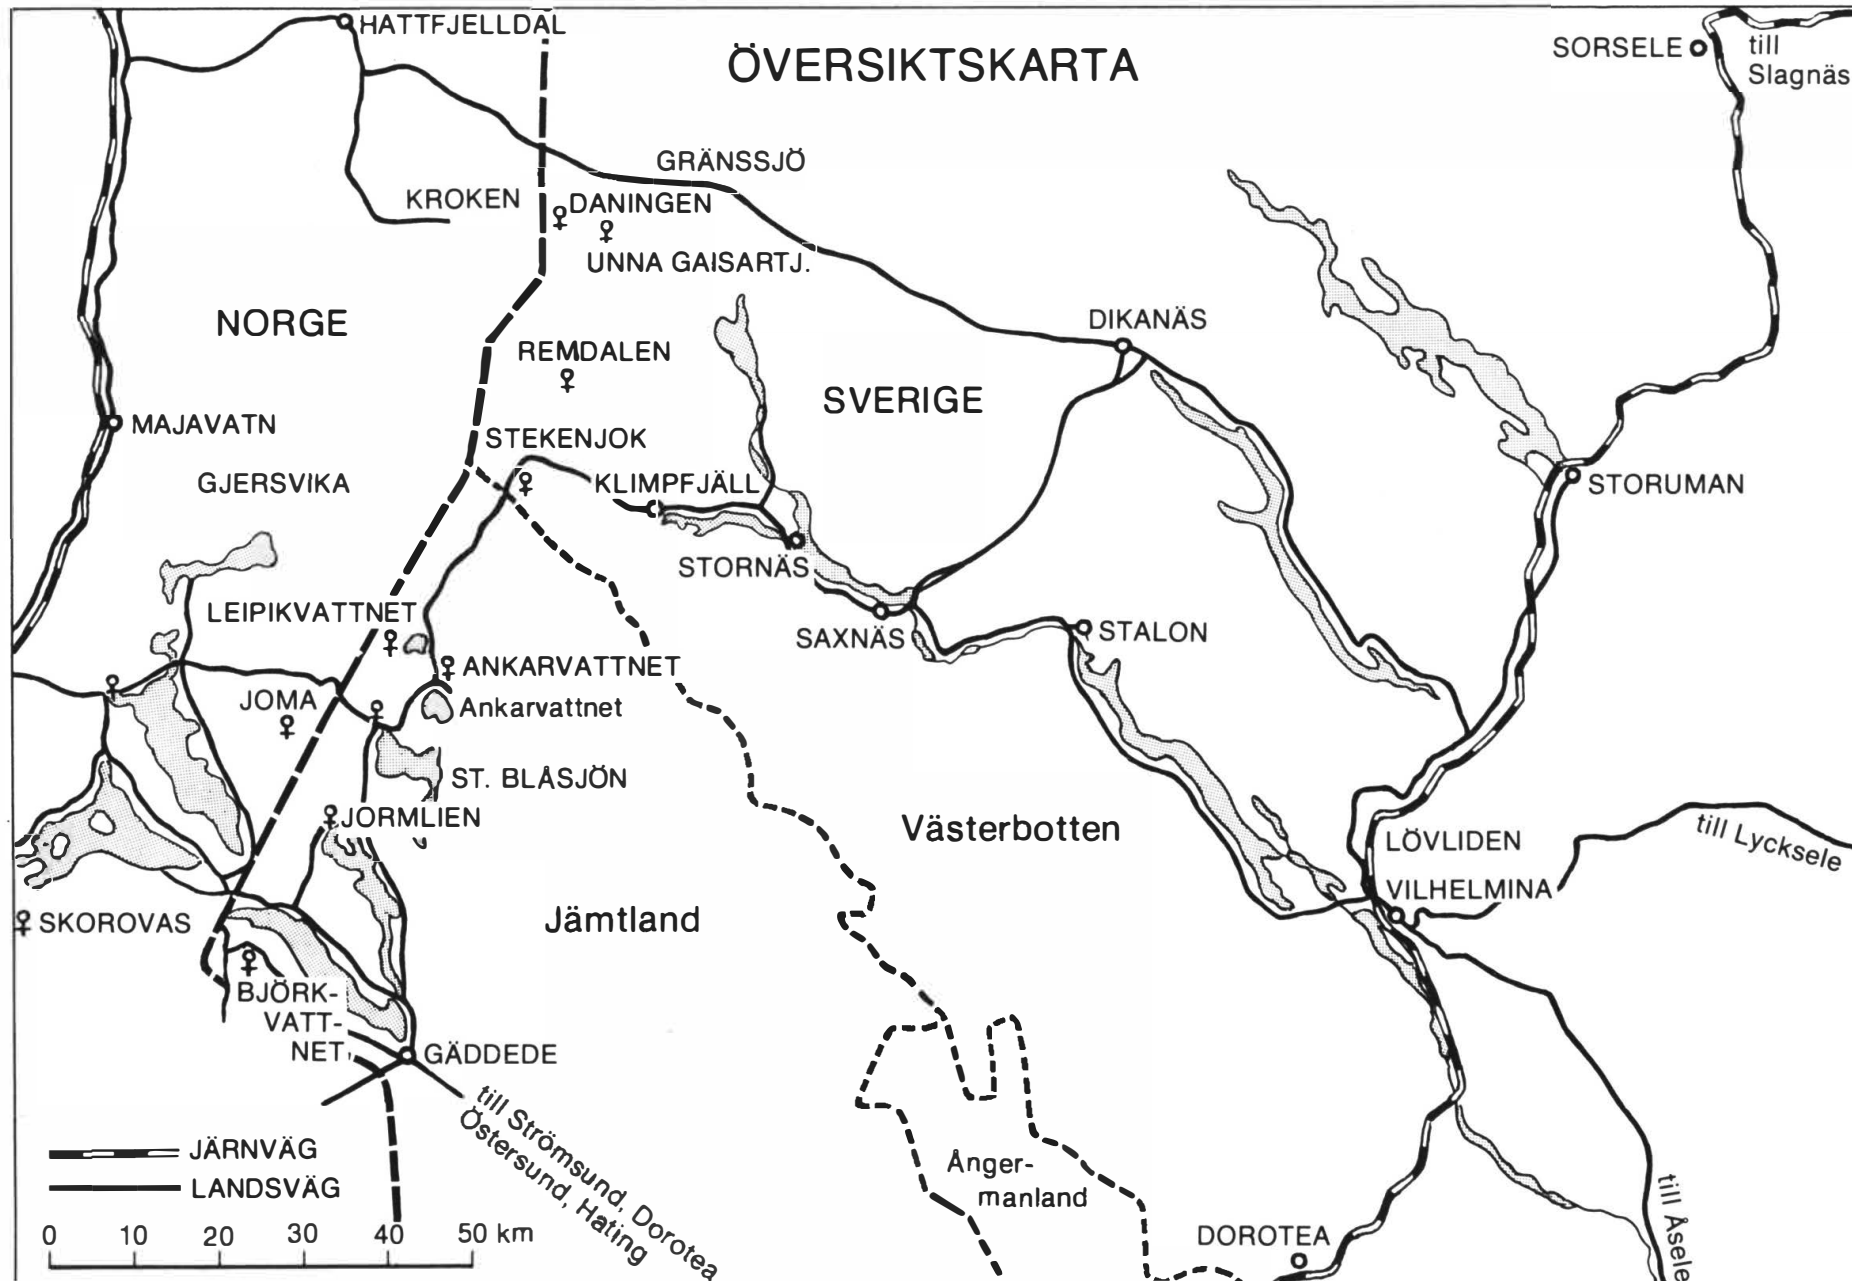 HATTFJELLDAL
ÖVERSIKTSKARTA
SORSELE
till
Slagnäs
GRÄNSSJÖ
KROKEN
DANINGEN
UNNA GAISARTJ.
NORGE
DIKANÄS
REMDALEN
SVERIGE
MAJAVATN
STEKENJOK
GJERSVIKA
KLIMPFJÄLL
STORUMAN
STORNÄS
LEIPIKVATTNET
SAXNÄS
STALON
ANKARVATTNET
JOMA
Ankarvattnet
ST. BLÅSJÖN
JORMLIEN
Västerbotten
LÖVLIDEN
till Lycksele
VILHELMINA
SKOROVAS
Jämtland
BJÖRK-
VATT-
NET
GÄDDEDE
till Strömsund, Dorotea
Östersund, Hating
JÄRNVÄG
LANDSVÄG
Ånger-
manland
till Åsele
DOROTEA
0 10 20 30 40 50 km